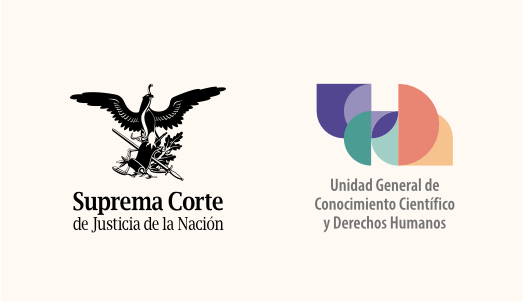 Suprema Corte
de Justicia de la Nación
Unidad General de
Conocimiento Científico
y Derechos Humanos